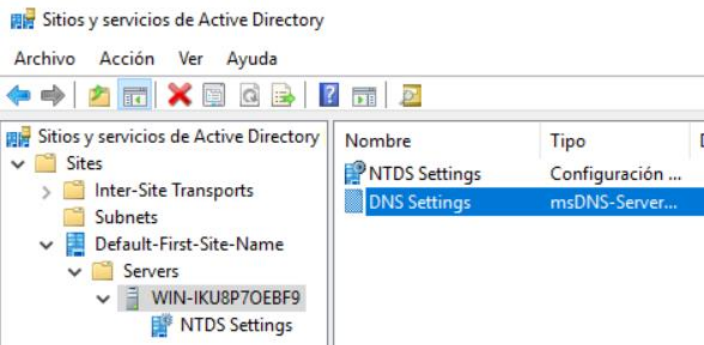 Sitios y servicios de Active Directory
Archivo Acción Ver Ayuda
Sitios y servicios de Active Directory
Sites
Inter-Site Transports
Subnets
Default-First-Site-Name
Servers
WIN-IKU8P7OEBF9
NTDS Settings
Nombre Tipo
NTDS Settings Configuración ...
DNS Settings msDNS-Server...